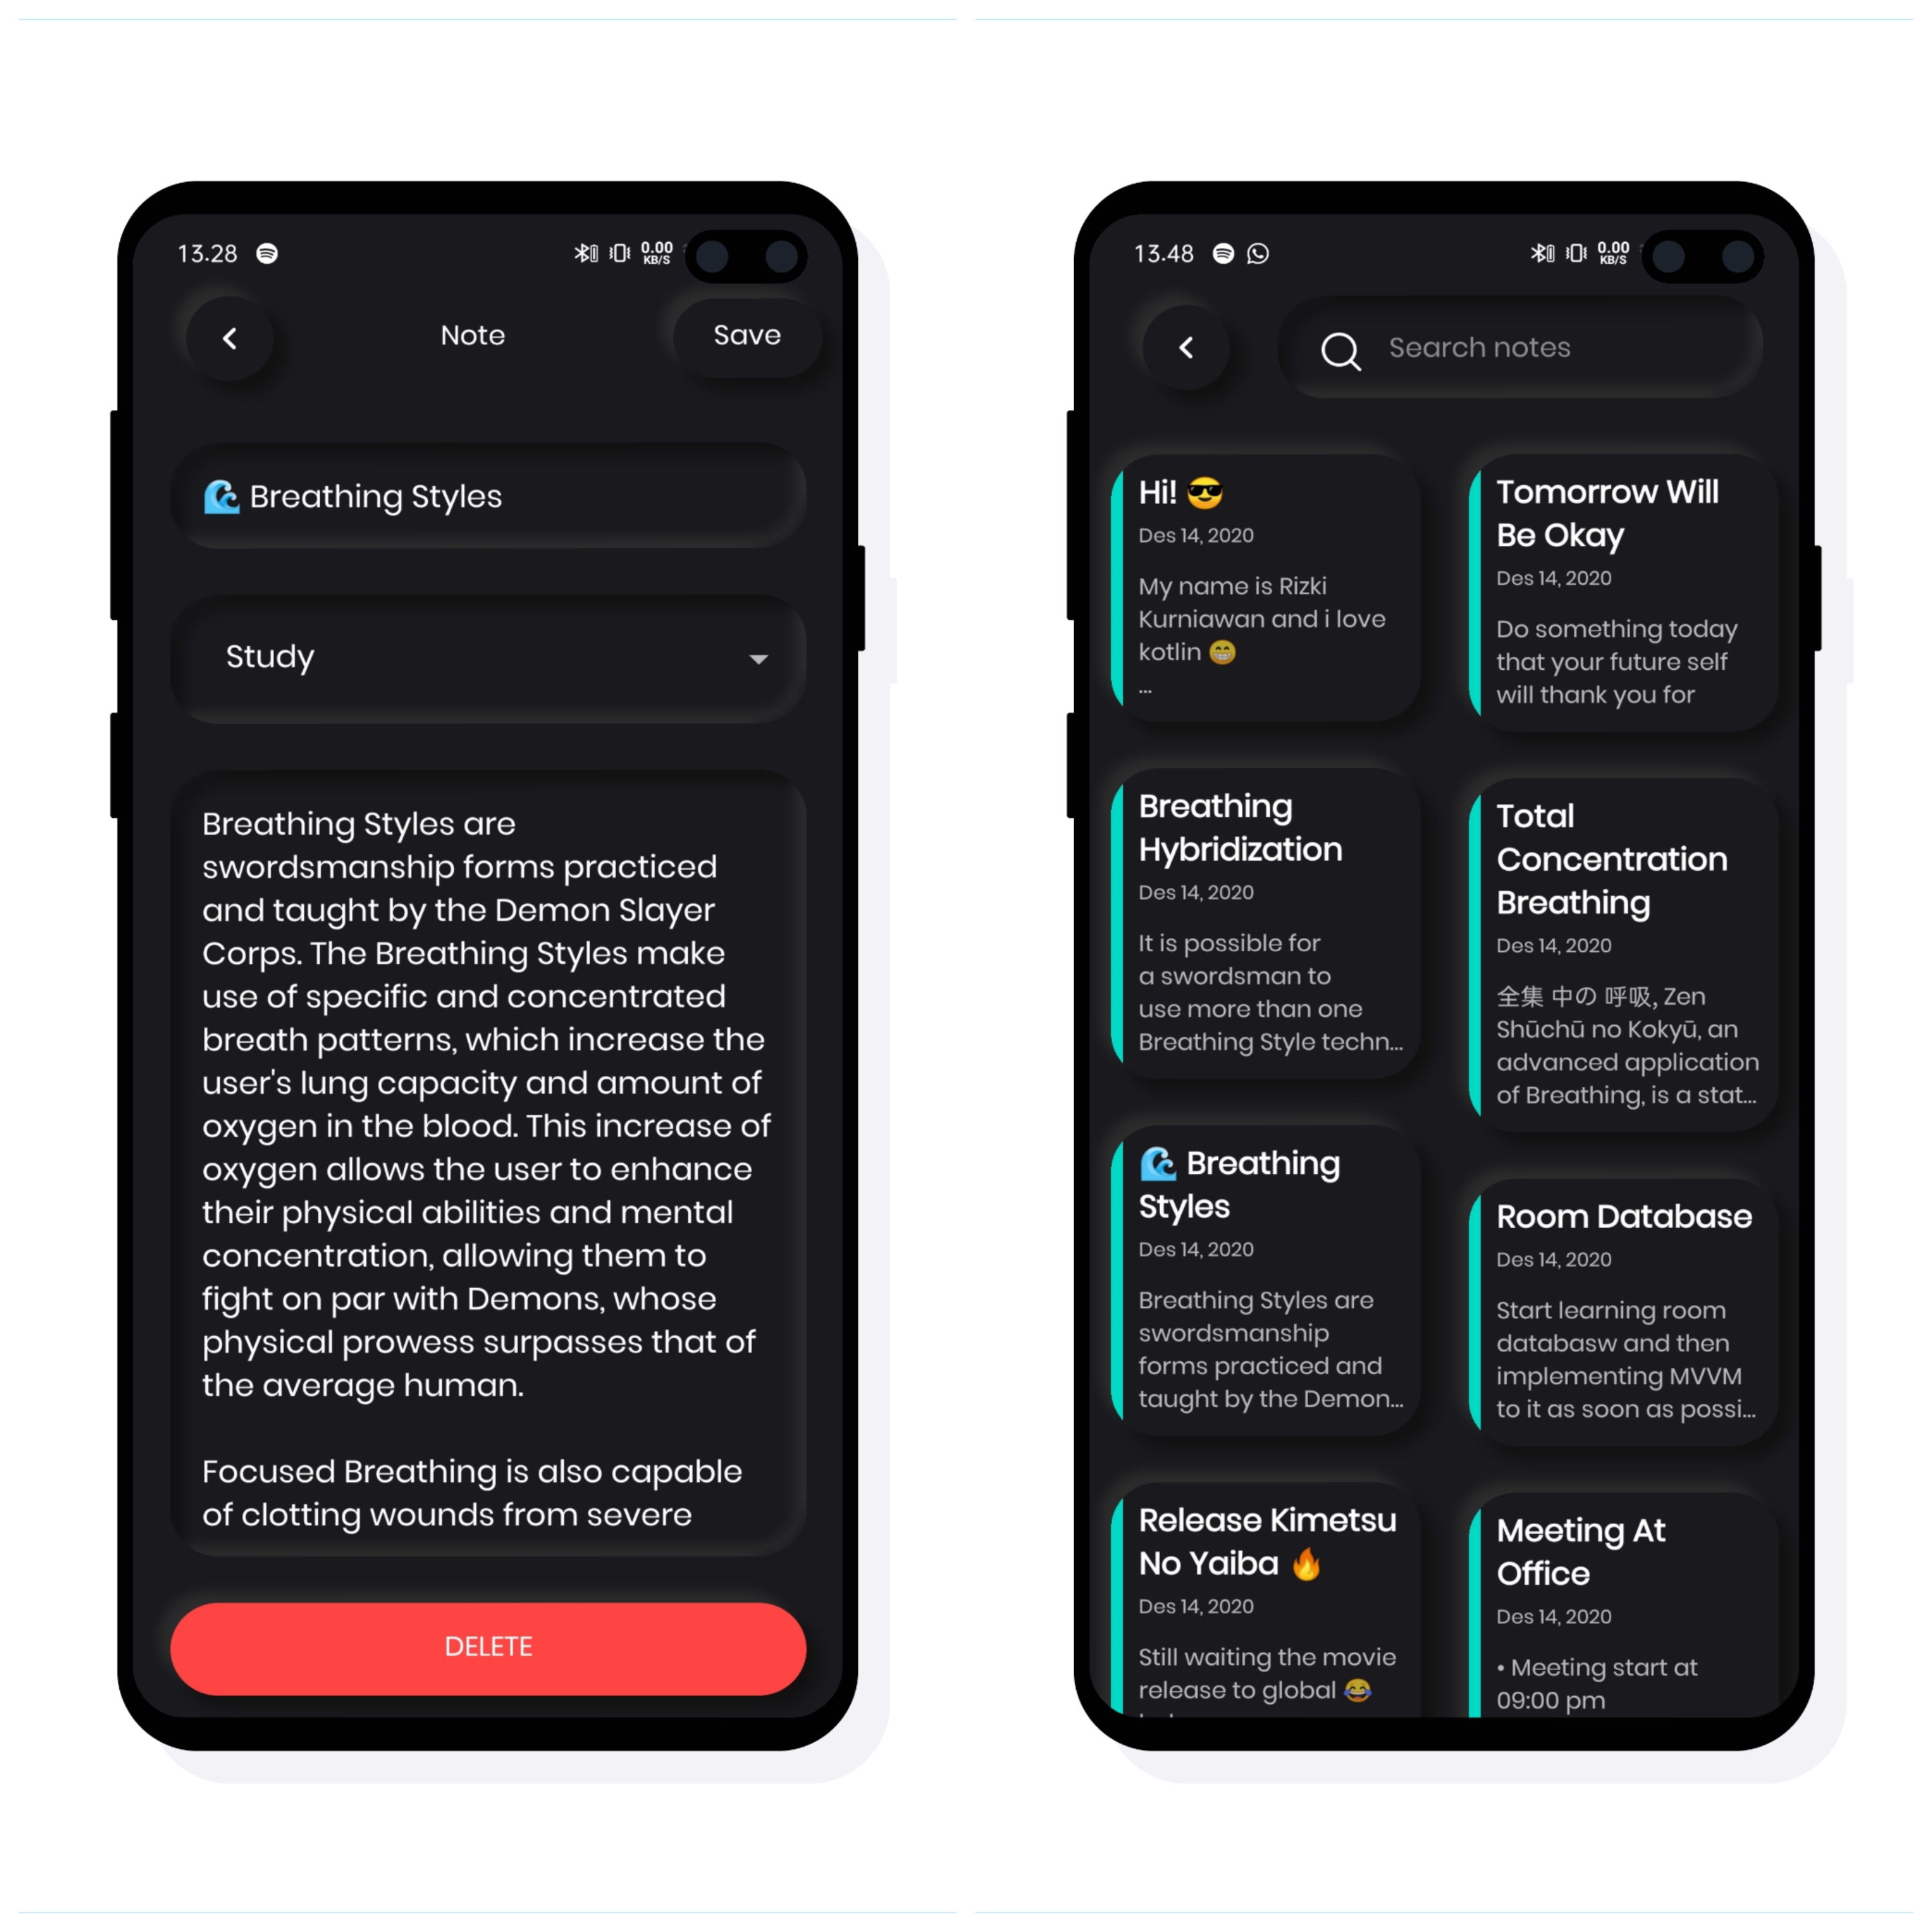 13.28
0.00
KB/S
Note
Save
🌊 Breathing Styles
Study
Breathing Styles are
swordsmanship forms practiced
and taught by the Demon Slayer
Corps. The Breathing Styles make
use of specific and concentrated
breath patterns, which increase the
user's lung capacity and amount of
oxygen in the blood. This increase of
oxygen allows the user to enhance
their physical abilities and mental
concentration, allowing them to
fight on par with Demons, whose
physical prowess surpasses that of
the average human.
Focused Breathing is also capable
of clotting wounds from severe
DELETE
13.48
0.00
KB/S
Search notes
Hi! 😎
Des 14, 2020
My name is Rizki
Kurniawan and i love
kotlin 😁
...
Breathing
Hybridization
Des 14, 2020
It is possible for
a swordsman to
use more than one
Breathing Style techn...
🌊 Breathing
Styles
Des 14, 2020
Breathing Styles are
swordsmanship
forms practiced and
taught by the Demon...
Release Kimetsu
No Yaiba 🔥
Des 14, 2020
Still waiting the movie
release to global 😂
Tomorrow Will
Be Okay
Des 14, 2020
Do something today
that your future self
will thank you for
Total
Concentration
Breathing
Des 14, 2020
全集 中の 呼吸, Zen
Shūchū no Kokyū, an
advanced application
of Breathing, is a stat...
Room Database
Des 14, 2020
Start learning room
databasw and then
implementing MVVM
to it as soon as possi...
Meeting At
Office
Des 14, 2020
• Meeting start at
09:00 pm